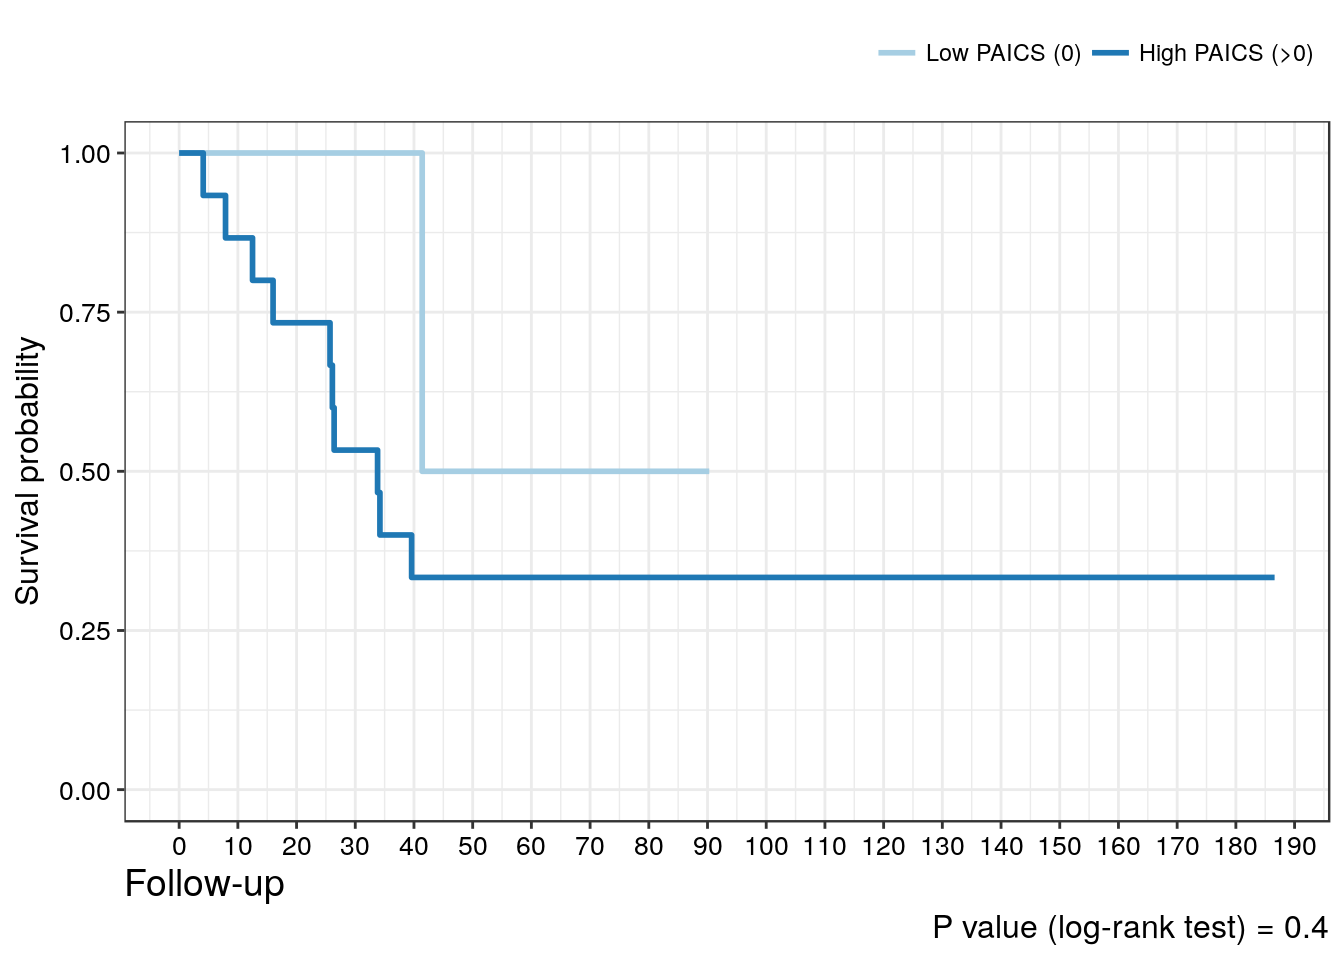 Low PAICS (0) High PAICS (>0)
Survival probability
1.00
0.75
0.50
0.25
0.00
0 10 20 30 40 50 60 70 80 90 100 110 120 130 140 150 160 170 180 190
Follow-up
P value (log-rank test) = 0.4